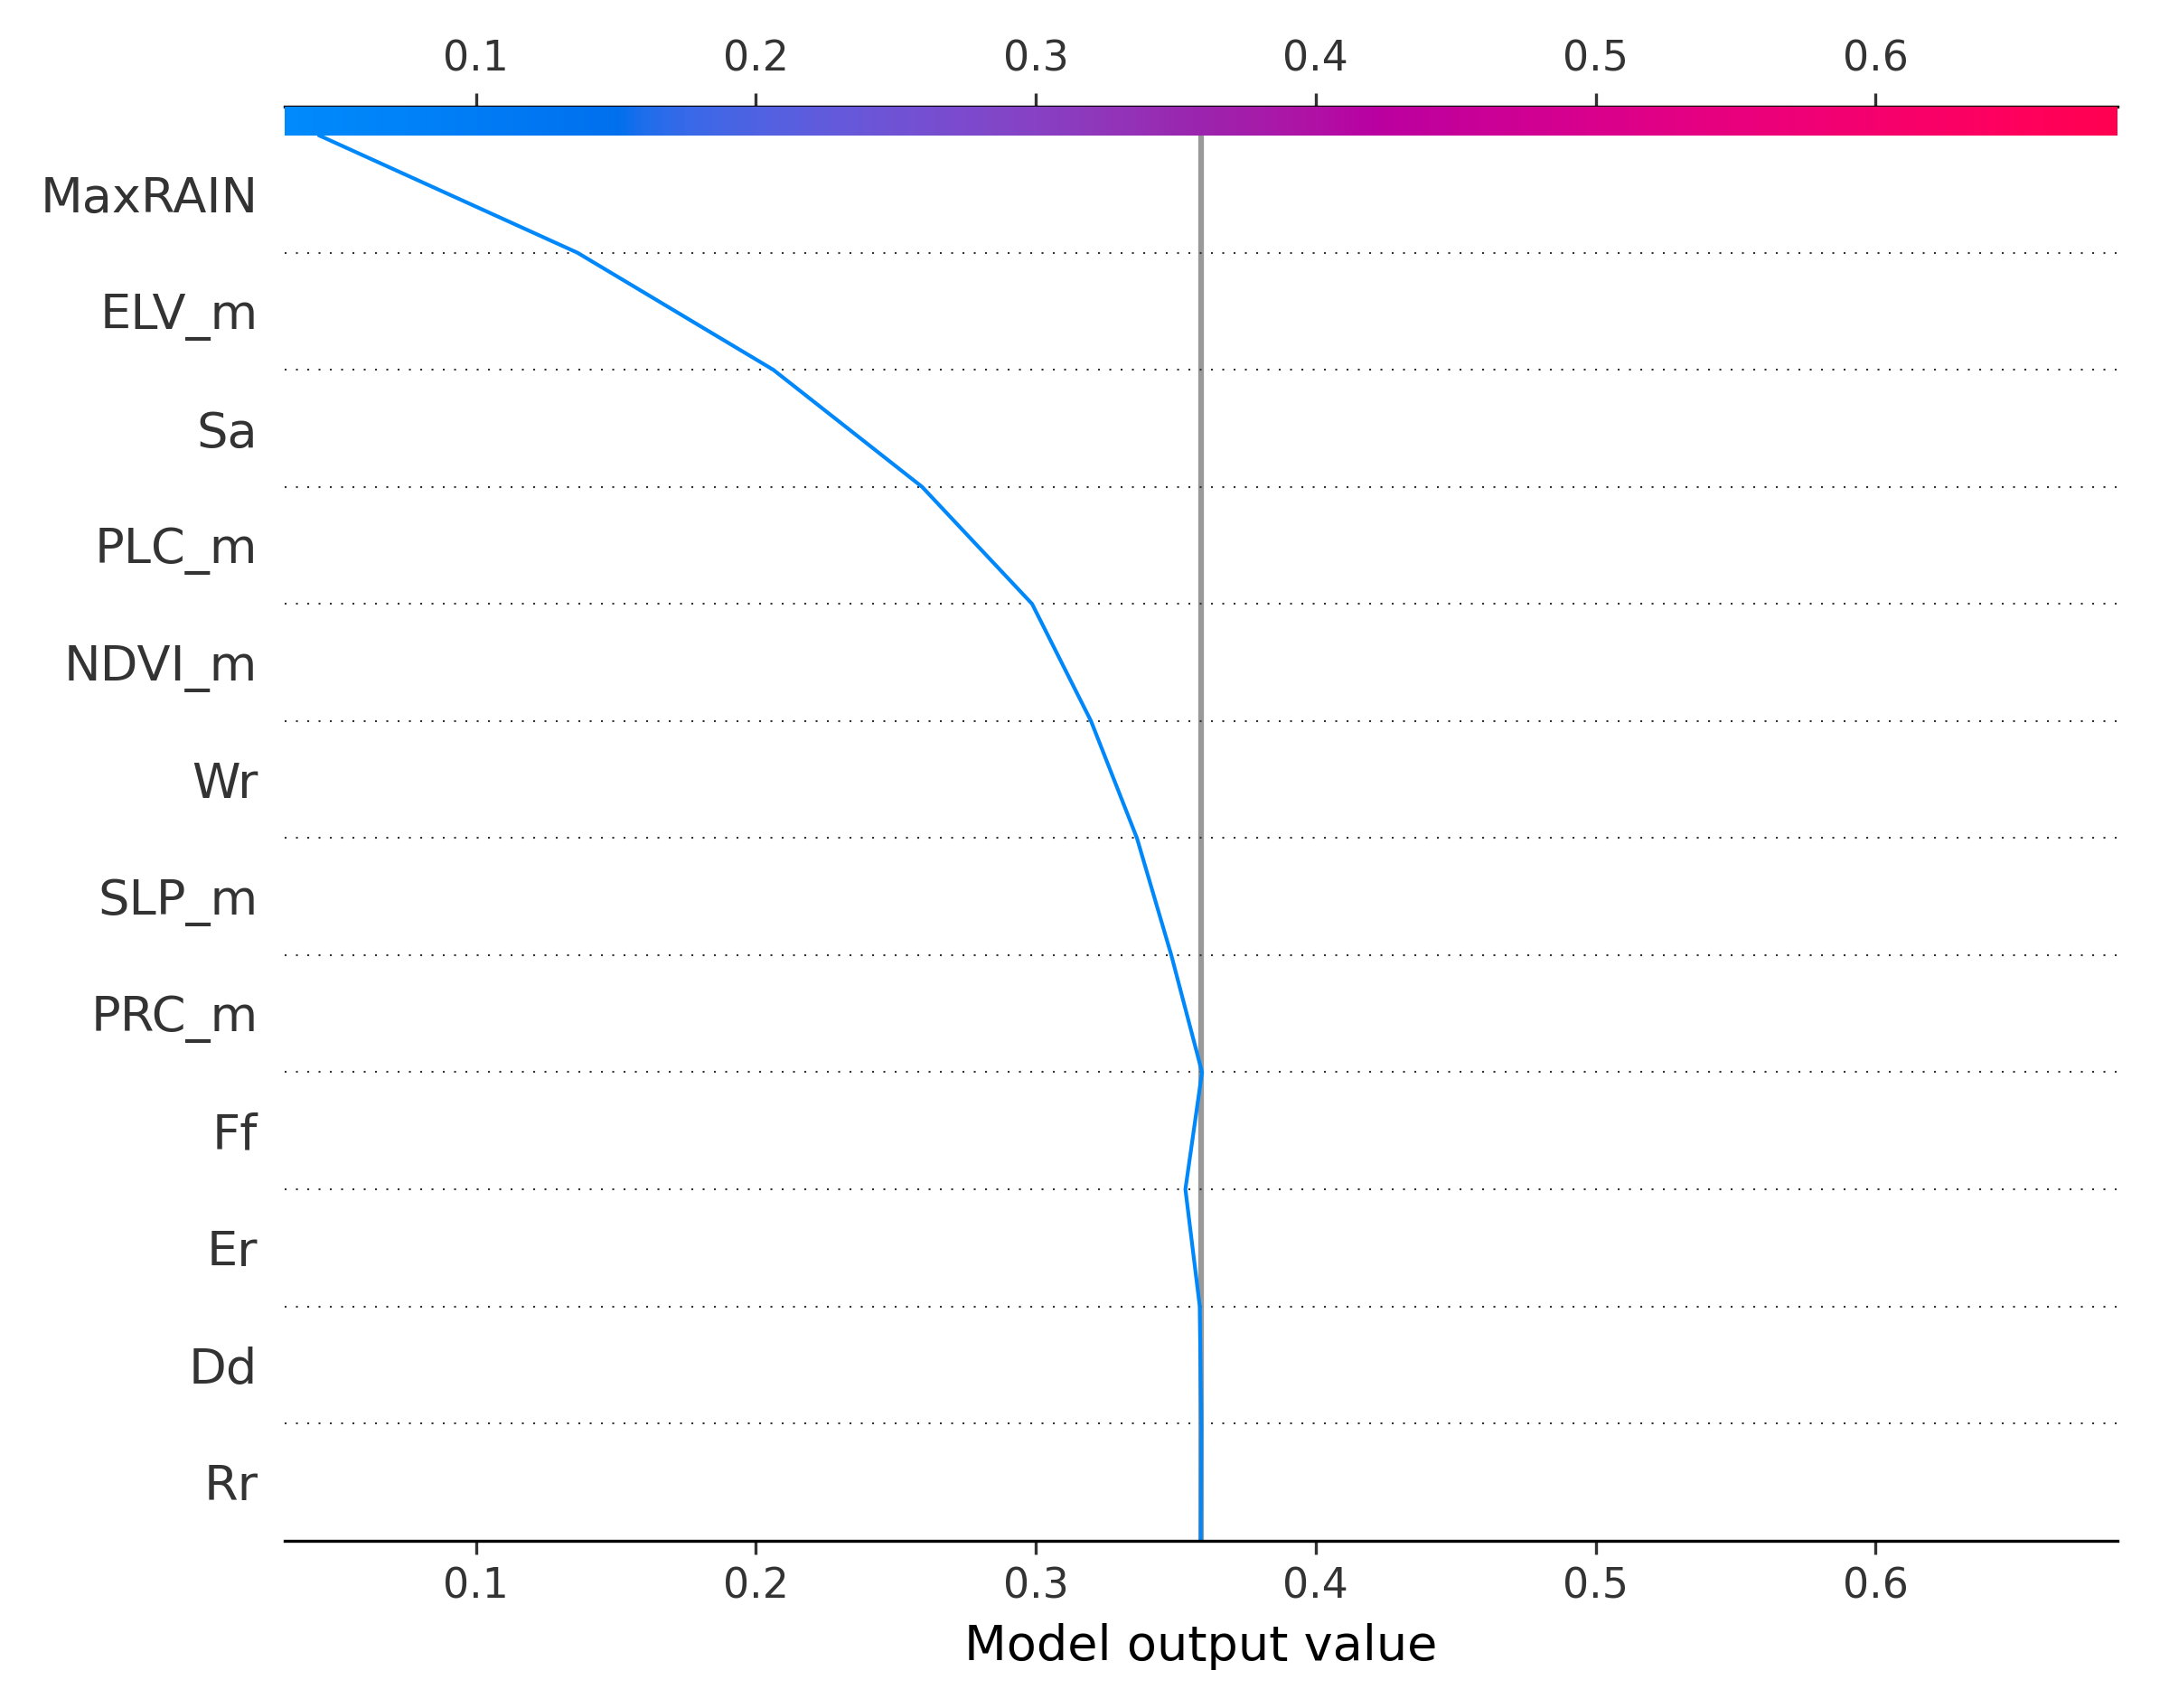 0.1 0.2 0.3 0.4 0.5 0.6
MaxRAIN
ELV_m
Sa
PLC_m
NDVI_m
Wr
SLP_m
PRC_m
Ff
Er
Dd
Rr
0.1 0.2 0.3 0.4 0.5 0.6
Model output value